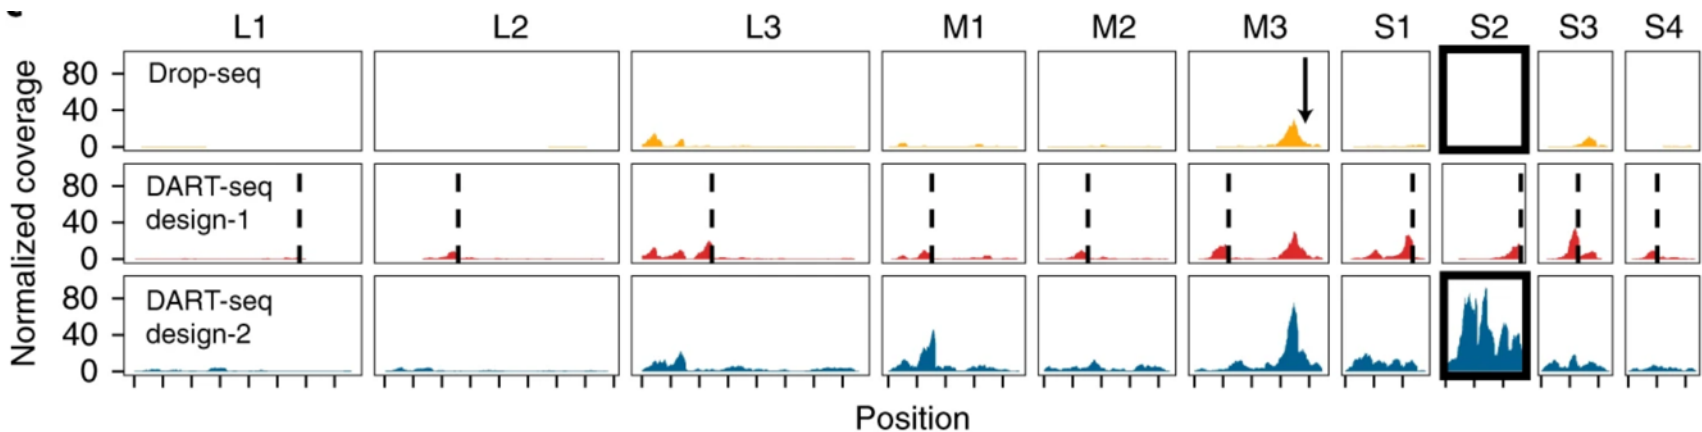 L1 L2 L3 M1 M2 M3 S1 S2 S3 S4
Normalized coverage
80
40
0
Drop-seq
80
40
0
DART-seq
design-1
80
40
0
DART-seq
design-2
Position